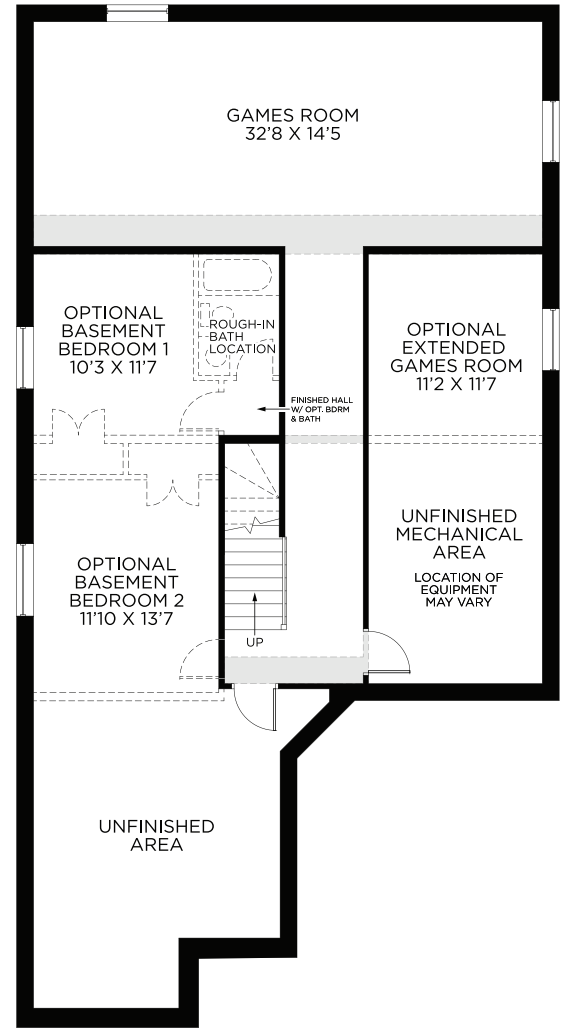 GAMES ROOM
32'8 X 14'5
OPTIONAL
BASEMENT
BEDROOM 1
10'3 X 11'7
ROUGH-IN
BATH
LOCATION
OPTIONAL
EXTENDED
GAMES ROOM
11'2 X 11'7
FINISHED HALL
W/ OPT. BDRM
& BATH
UNFINISHED
MECHANICAL
AREA
LOCATION OF
EQUIPMENT
MAY VARY
OPTIONAL
BASEMENT
BEDROOM 2
11'10 X 13'7
UP
UNFINISHED
AREA